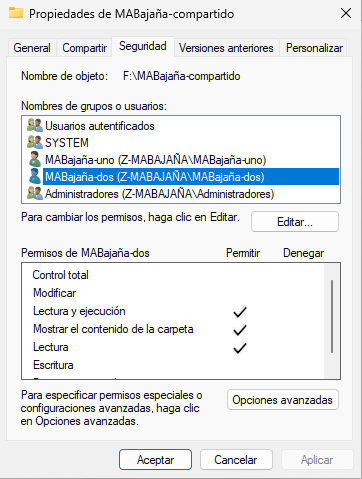 Propiedades de MABajaña-compartido
General Compartir Seguridad Versiones anteriores Personalizar
Nombre de objeto: F:\MABajaña-compartido
Nombres de grupos o usuarios:
Usuarios autentificados
SYSTEM
MABajaña-uno (Z-MABAJAÑA\MABajaña-uno)
MABajaña-dos (Z-MABAJAÑA\MABajaña-dos)
Administradores (Z-MABAJAÑA\Administradores)
Para cambiar los permisos, haga clic en Editar.
Editar...
Permisos de MABajaña-dos Permitir Denegar
Control total
Modificar
Lectura y ejecución
Mostrar el contenido de la carpeta
Lectura
Escritura
Para especificar permisos especiales o
configuraciones avanzadas, haga clic
en Opciones avanzadas.
Opciones avanzadas
Aceptar Cancelar Aplicar